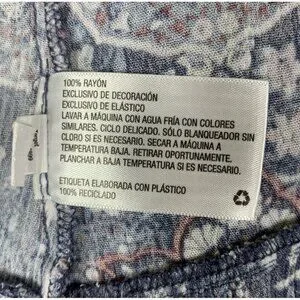 100% RAYÓN
EXCLUSIVO DE DECORACIÓN
EXCLUSIVO DE ELÁSTICO
LAVAR A MÁQUINA CON AGUA FRÍA CON COLORES
SIMILARES. CICLO DELICADO. SÓLO BLANQUEADOR SIN
CLORO SI ES NECESARIO. SECAR A MÁQUINA A
TEMPERATURA BAJA. RETIRAR OPORTUNAMENTE.
PLANCHAR A BAJA TEMPERATURA SI ES NECESARIO.
ETIQUETA ELABORADA CON PLÁSTICO
100% RECICLADO